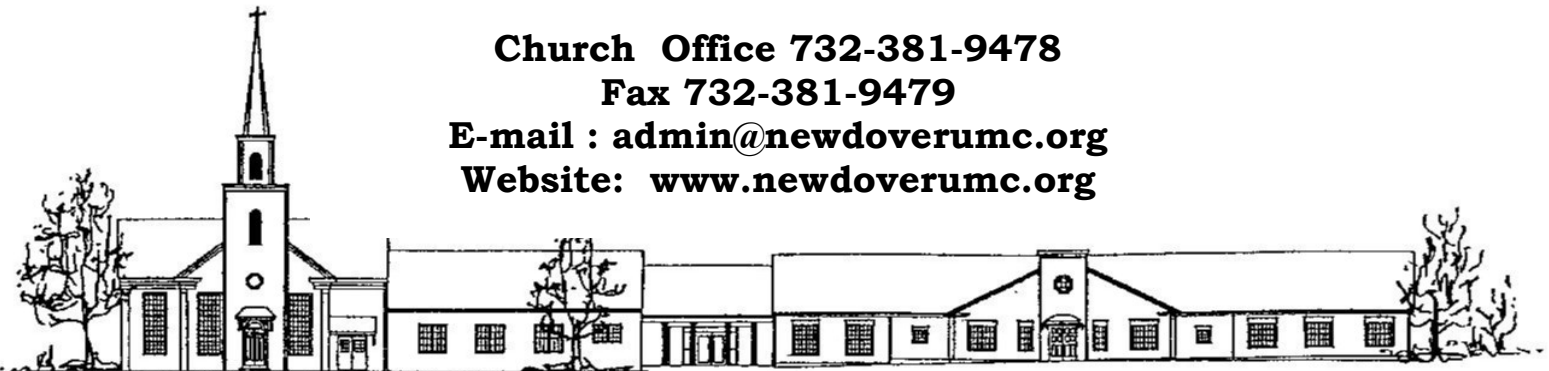 Church Office 732-381-9478
Fax 732-381-9479
E-mail : admin@newdoverumc.org
Website: www.newdoverumc.org